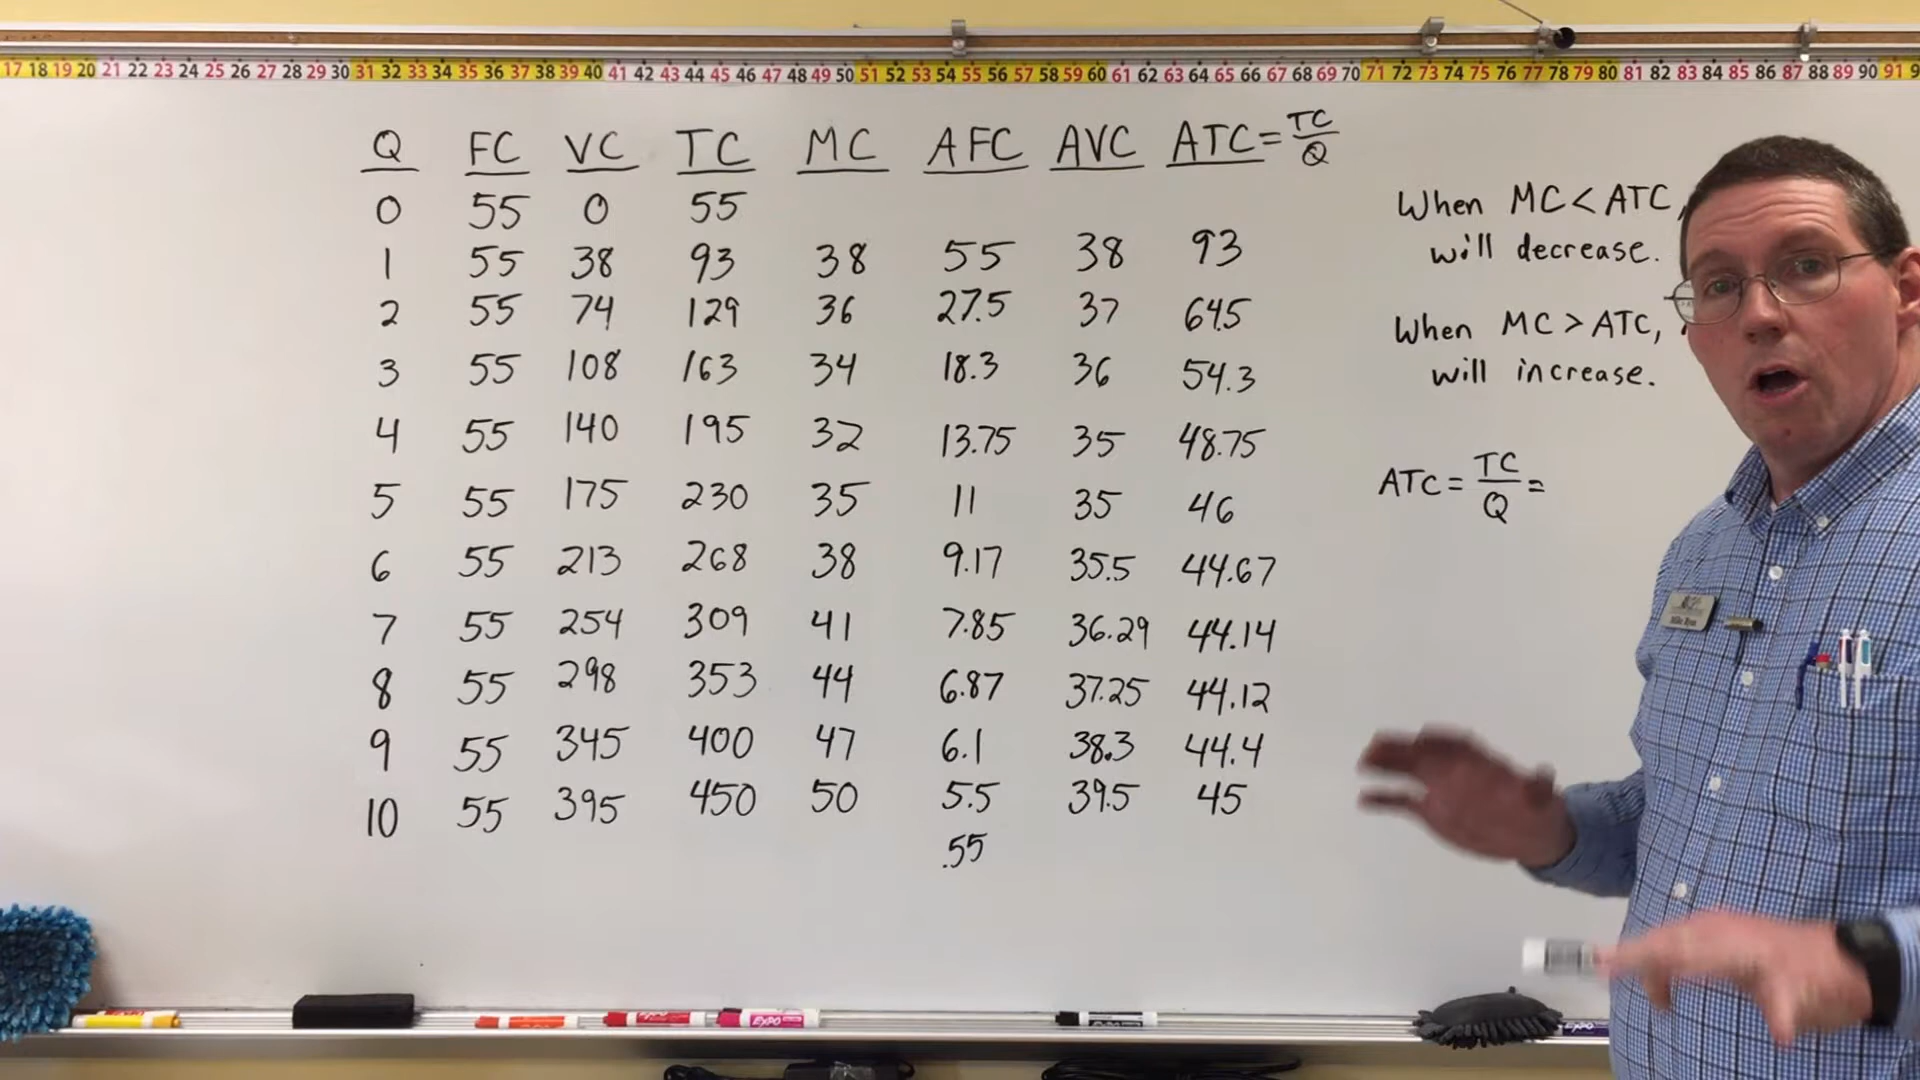 17 18 19 20 21 22 23 24 25 26 27 28 29 30 31 32 33 34 35 36 37 38 39 40 41 42 43 44 45 46 47 48 49 50 51 52 53 54 55 56 57 58 59 60 61 62 63 64 65 66 67 68 69 70 71 72 73 74 75 76 77 78 79 80 81 82 83 84 85 86 87 88 89 90 91 9
Q FC VC TC MC AFC AVC ATC = TC/Q
0 55 0 55
1 55 38 93 38 55 38 93
2 55 74 129 36 27.5 37 64.5
3 55 108 163 34 18.3 36 54.3
4 55 140 195 32 13.75 35 48.75
5 55 175 230 35 11 35 46
6 55 213 268 38 9.17 35.5 44.67
7 55 254 309 41 7.85 36.29 44.14
8 55 298 353 44 6.87 37.25 44.12
9 55 345 400 47 6.1 38.3 44.4
10 55 395 450 50 5.5 39.5 45
.55
When MC < ATC,
will decrease.
When MC > ATC,
will increase.
ATC = TC/Q =
Mike Ryan
EXPO
EXPO
EXPO